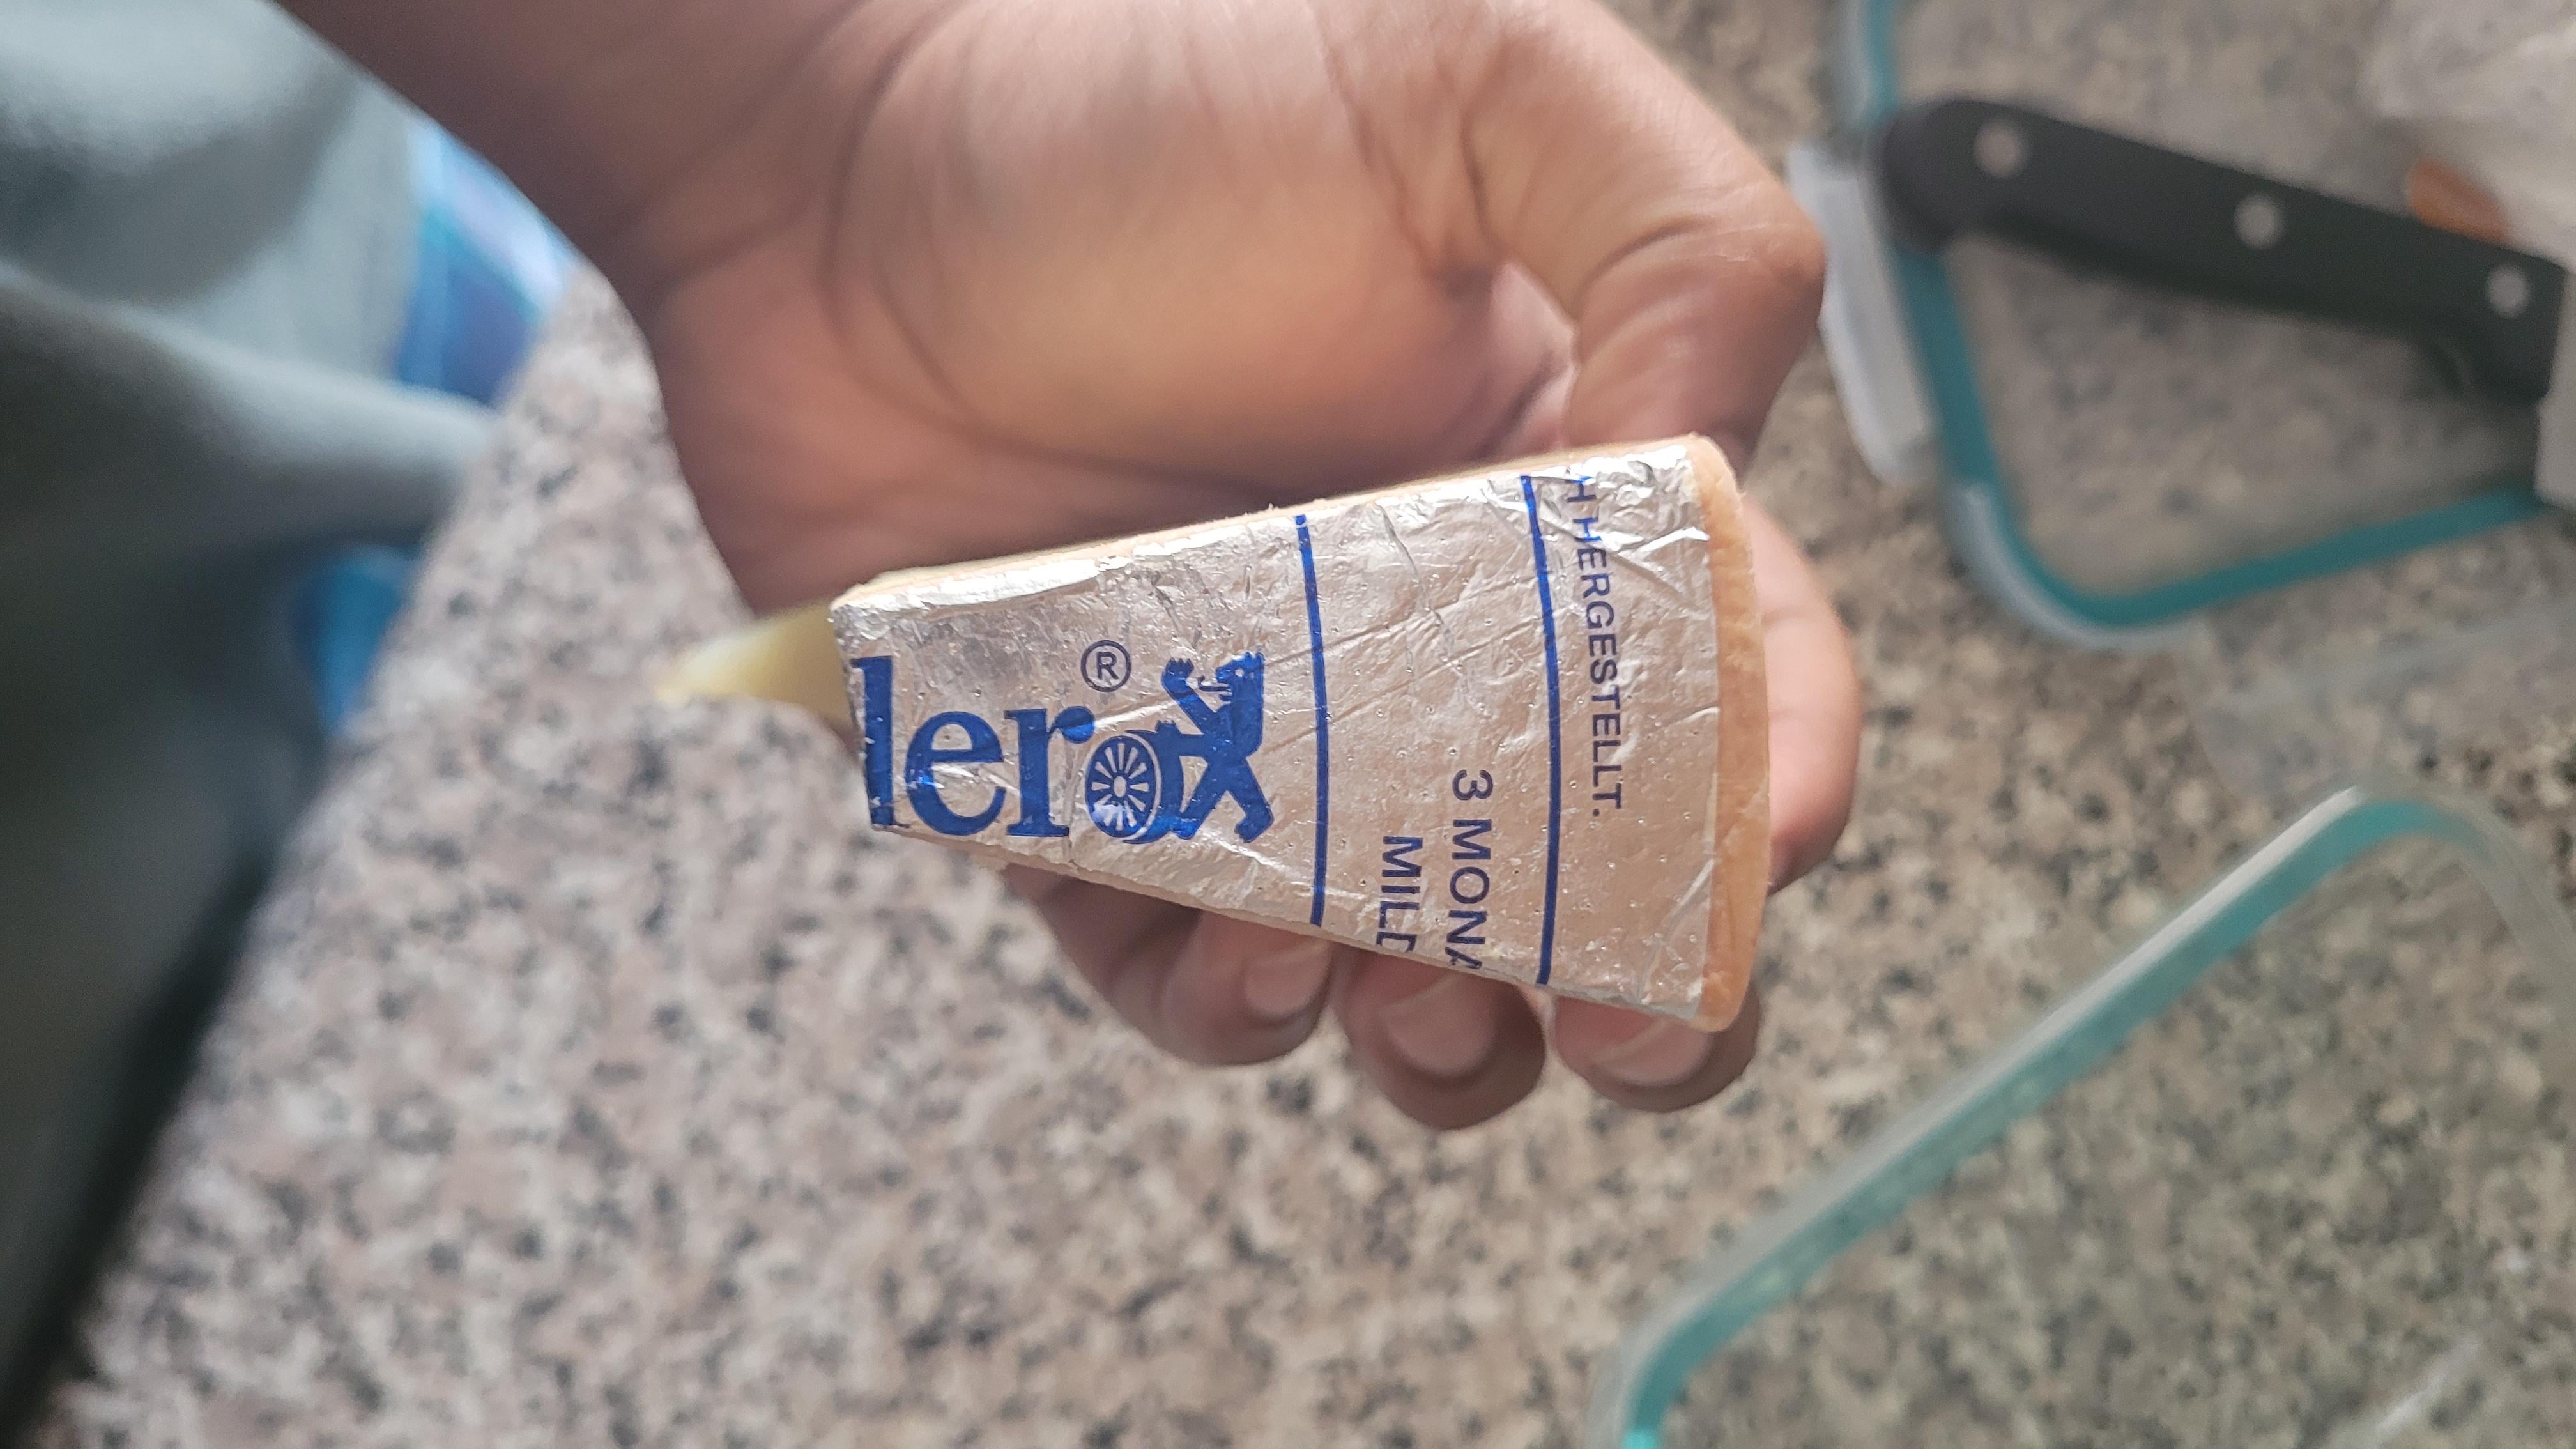 ler®
H HERGESTELLT.
3 MONA
MILD